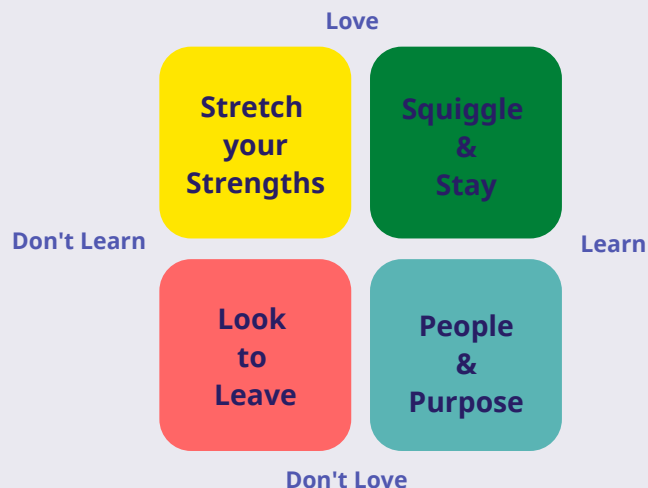 Love
Stretch
your
Strengths
Squiggle
&
Stay
Don't Learn
Learn
Look
to
Leave
People
&
Purpose
Don't Love